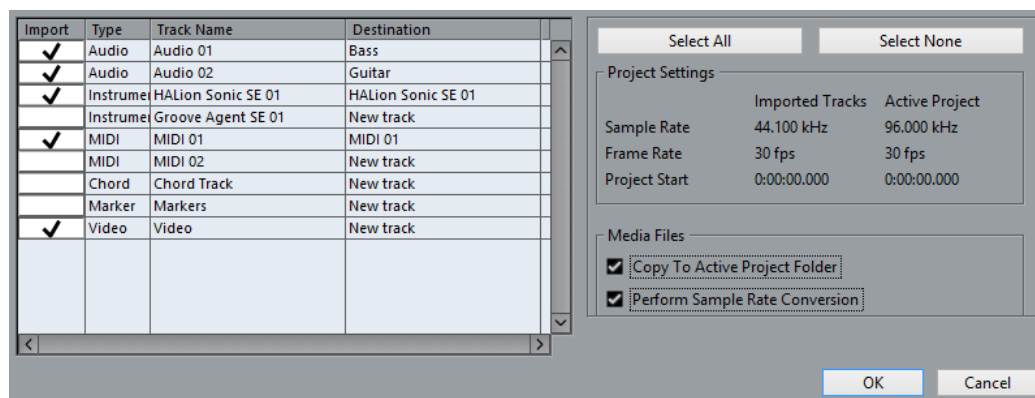 Import Type Track Name Destination
Audio Audio 01 Bass
Audio Audio 02 Guitar
Instrumen HALion Sonic SE 01 HALion Sonic SE 01
Instrumen Groove Agent SE 01 New track
MIDI MIDI 01 MIDI 01
MIDI MIDI 02 New track
Chord Chord Track New track
Marker Markers New track
Video Video New track
Select All Select None
Project Settings
Imported Tracks Active Project
Sample Rate 44.100 kHz 96.000 kHz
Frame Rate 30 fps 30 fps
Project Start 0:00:00.000 0:00:00.000
Media Files
Copy To Active Project Folder
Perform Sample Rate Conversion
OK Cancel